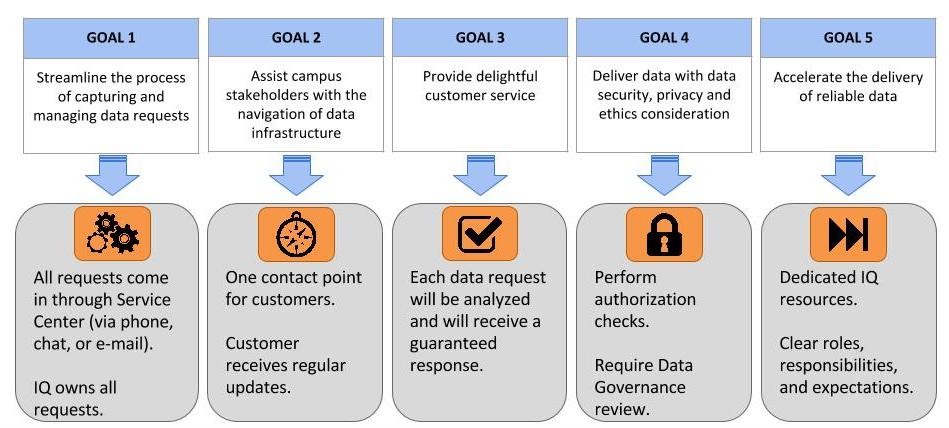 GOAL 1
Streamline the process
of capturing and
managing data requests
GOAL 2
Assist campus
stakeholders with the
navigation of data
infrastructure
GOAL 3
Provide delightful
customer service
GOAL 4
Deliver data with data
security, privacy and
ethics consideration
GOAL 5
Accelerate the delivery
of reliable data
All requests come
in through Service
Center (via phone,
chat, or e-mail).
IQ owns all
requests.
One contact point
for customers.
Customer
receives regular
updates.
Each data request
will be analyzed
and will receive a
guaranteed
response.
Perform
authorization
checks.
Require Data
Governance
review.
Dedicated IQ
resources.
Clear roles,
responsibilities,
and expectations.